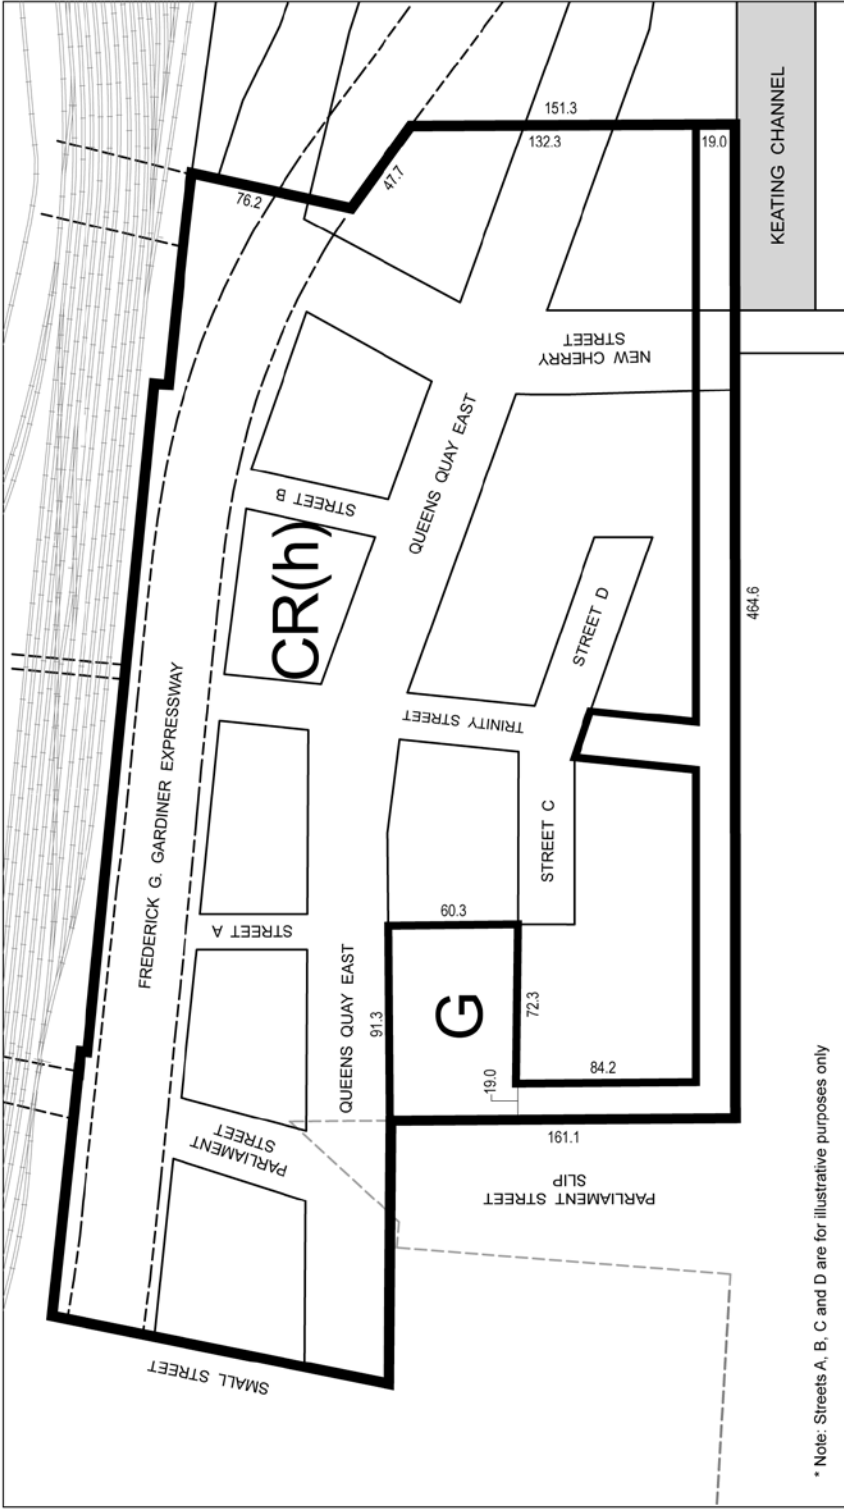 FREDERICK G. GARDINER EXPRESSWAY
SMALL STREET
PARLIAMENT
STREET
STREET A
CR(h)
STREET B
QUEENS QUAY EAST
QUEENS QUAY EAST
NEW CHERRY
STREET
TRINITY STREET
STREET C
STREET D
G
PARLIAMENT STREET
SLIP
KEATING CHANNEL
76.2
47.7
151.3
132.3
19.0
464.6
60.3
91.3
72.3
19.0
84.2
161.1
* Note: Streets A, B, C and D are for illustrative purposes only